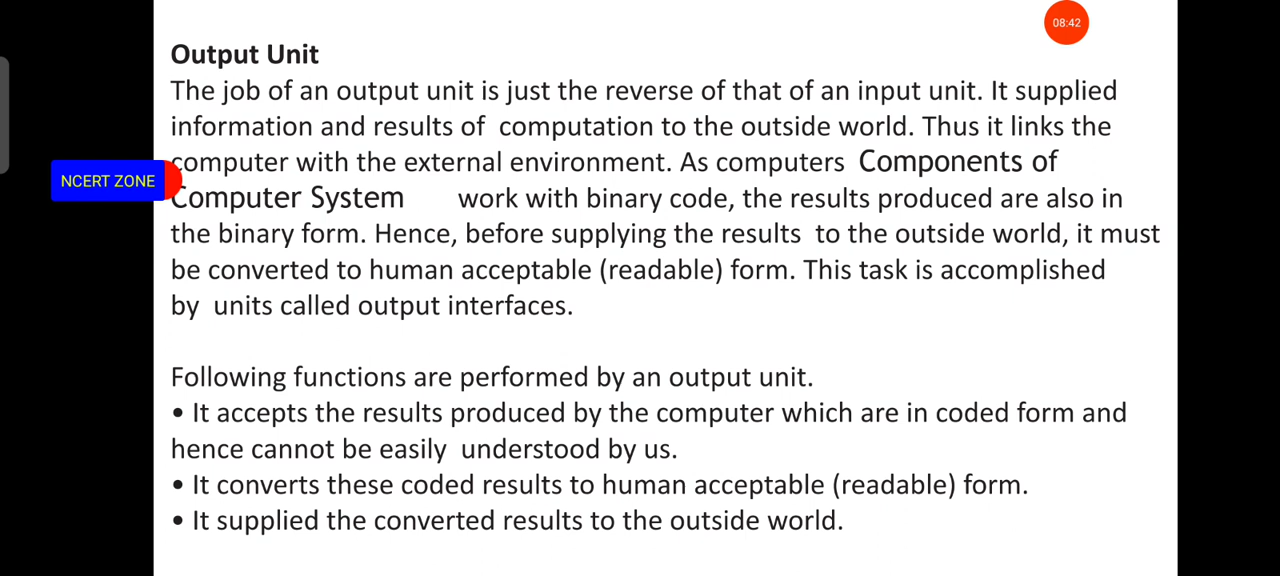 08:42
Output Unit
The job of an output unit is just the reverse of that of an input unit. It supplied
information and results of computation to the outside world. Thus it links the
computer with the external environment. As computers Components of
NCERT ZONE
Computer System work with binary code, the results produced are also in
the binary form. Hence, before supplying the results to the outside world, it must
be converted to human acceptable (readable) form. This task is accomplished
by units called output interfaces.
Following functions are performed by an output unit.
• It accepts the results produced by the computer which are in coded form and
hence cannot be easily understood by us.
• It converts these coded results to human acceptable (readable) form.
• It supplied the converted results to the outside world.